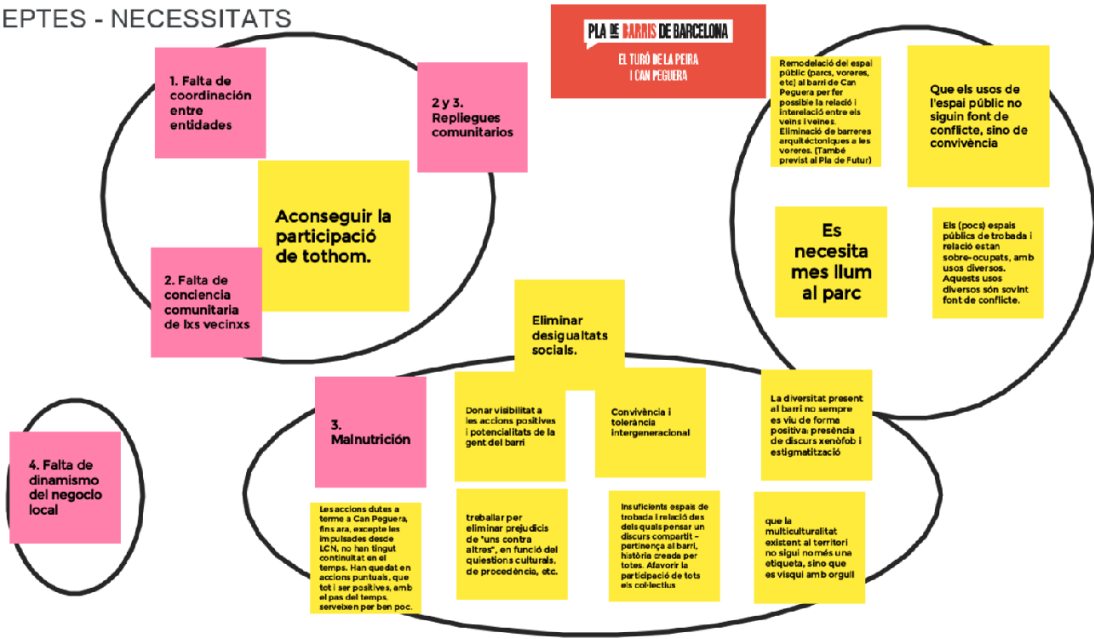 EPTES - NECESSITATS
PLA DE BARRIS DE BARCELONA
EL TURÓ DE LA PEIRA
I CAN PEGUERA
1. Falta de
coordinación
entre
entidades
2 y 3.
Repliegues
comunitarios
Aconseguir la
participació
de tothom.
2. Falta de
conciencia
comunitaria
de lxs vecinxs
Remodelació del espai
públic (parcs, voreres,
etc) al barri de Can
Peguera per fer
possible la relació i
interelació entre els
veïns i veïnes.
Eliminació de barreres
arquitéctoniques a les
voreres. (També
previst al Pla de Futur)
Que els usos de
l'espai públic no
siguin font de
conflicte, sino de
convivència
Es
necesita
mes llum
al parc
Els (pocs) espais
públics de trobada i
relació estan
sobre-ocupats, amb
usos diversos.
Aquests usos
diversos són sovint
font de conflicte.
Eliminar
desigualtats
socials.
3.
Malnutrición
Donar visibilitat a
les accions positives
i potencialitats de la
gent del barri
Convivència i
tolerància
intergeneracional
La diversitat present
al barri no sempre
es viu de forma
positiva: presència
de discurs xenòfob i
estigmatització
4. Falta de
dinamismo
del negocio
local
Les accions dutes a
terme a Can Peguera,
fins ara, excepte les
impulsades desde
LCN, no han tingut
continuitat en el
temps. Han quedat en
accions puntuals, que
tot i ser positives, amb
el pas del temps,
serveixen per ben poc.
treballar per
eliminar prejudicis
de "uns contra
altres", en funció del
qüiestions culturals,
de procedència, etc.
Insuficients espais de
trobada i relació des
dels quals pensar un
discurs compartit -
pertinença al barri,
història creada per
totes. Afavorir la
participació de tots
els col·lectius
que la
multiculturalitat
existent al territori
no sigui només una
etiqueta, sino que
es visqui amb orgull